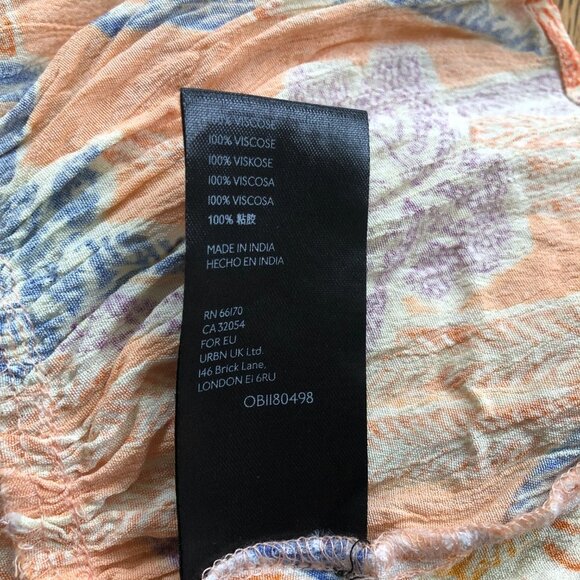 100% VISCOSE
100% VISCOSE
100% VISKOSE
100% VISCOSA
100% VISCOSA
100% 粘胶
MADE IN INDIA
HECHO EN INDIA
RN 66170
CA 32054
FOR EU
URBN UK Ltd.
146 Brick Lane,
LONDON E1 6RU
OB1180498